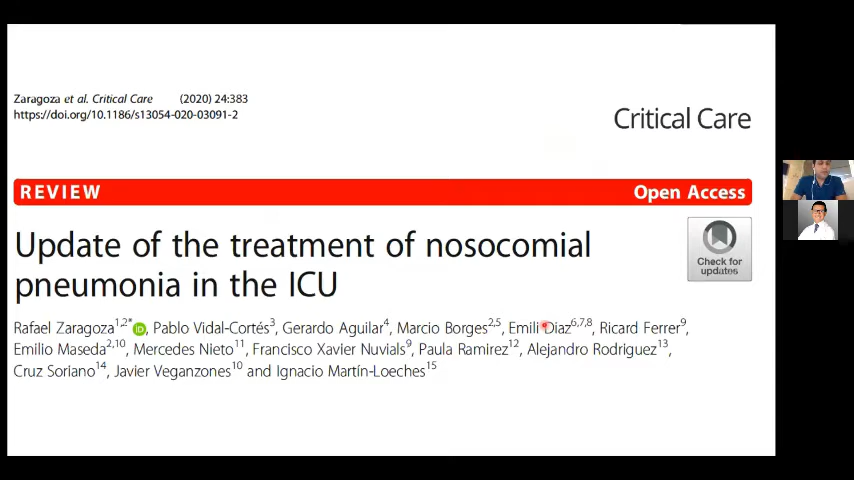 Zaragoza et al. Critical Care (2020) 24:383
https://doi.org/10.1186/s13054-020-03091-2
Critical Care
REVIEW Open Access
Update of the treatment of nosocomial
pneumonia in the ICU
Check for
updates
Rafael Zaragoza1,2* iD, Pablo Vidal-Cortés3, Gerardo Aguilar4, Marcio Borges2,5, Emili Diaz6,7,8, Ricard Ferrer9,
Emilio Maseda2,10, Mercedes Nieto11, Francisco Xavier Nuvials9, Paula Ramirez12, Alejandro Rodriguez13,
Cruz Soriano14, Javier Veganzones10 and Ignacio Martín-Loeches15